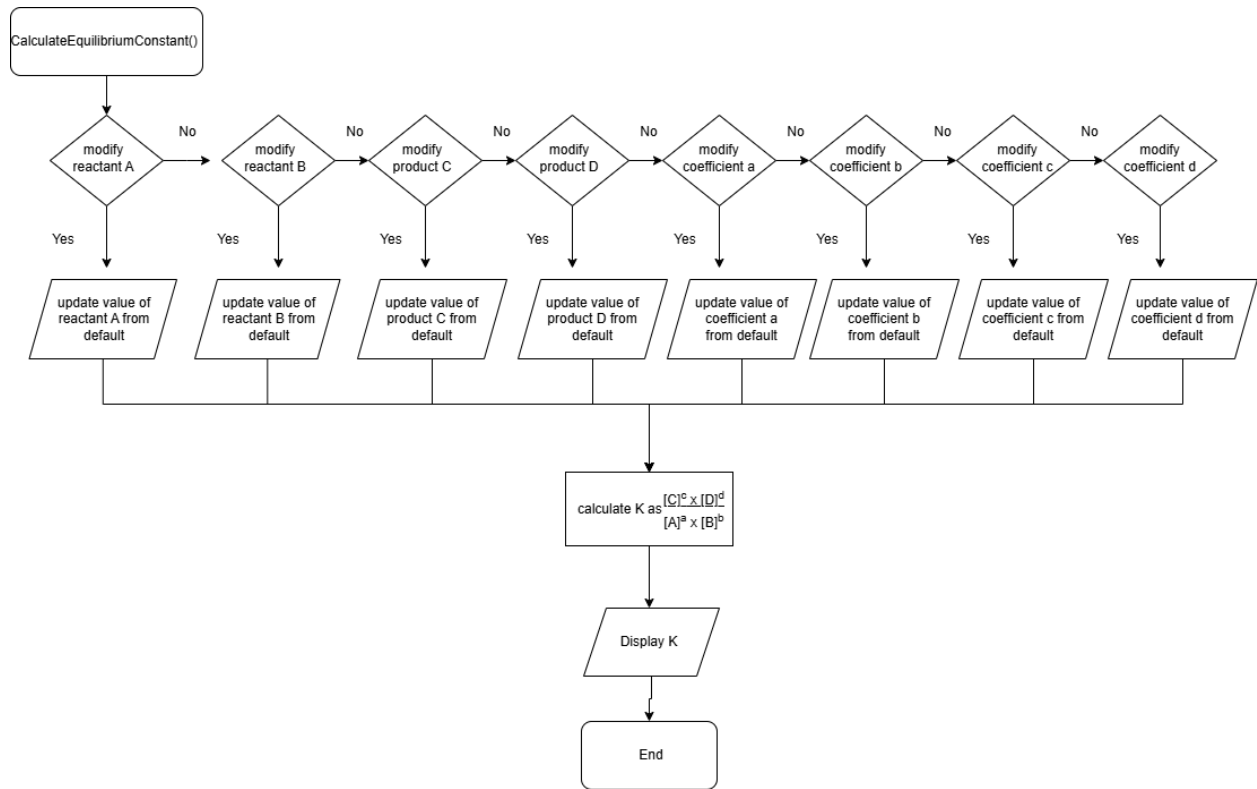 CalculateEquilibriumConstant()
modify
reactant A
No
modify
reactant B
No
modify
product C
No
modify
product D
No
modify
coefficient a
No
modify
coefficient b
No
modify
coefficient c
No
modify
coefficient d
Yes
Yes
Yes
Yes
Yes
Yes
Yes
Yes
update value of
reactant A from
default
update value of
reactant B from
default
update value of
product C from
default
update value of
product D from
default
update value of
coefficient a
from default
update value of
coefficient b
from default
update value of
coefficient c from
default
update value of
coefficient d from
default
calculate K as [C]ᶜ x [D]ᵈ
[A]ᵃ x [B]ᵇ
Display K
End